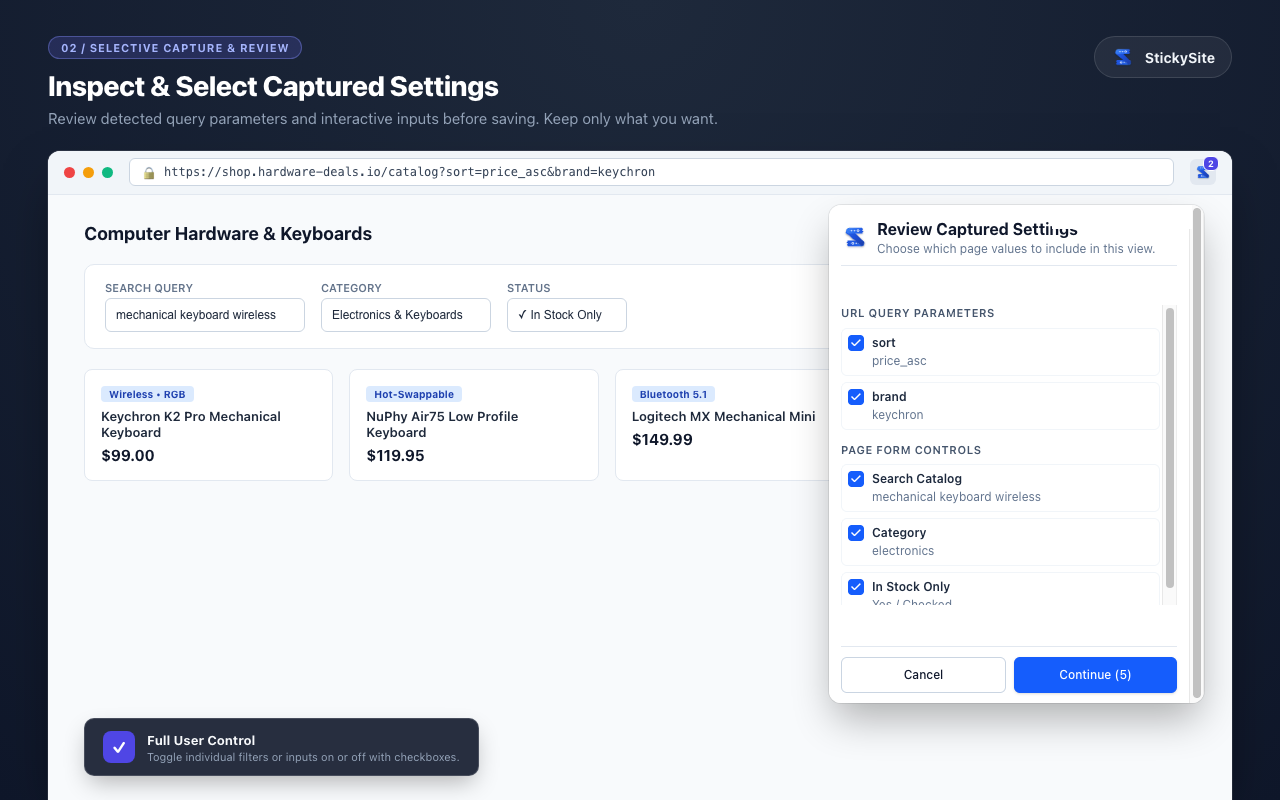 02 / SELECTIVE CAPTURE & REVIEW
Inspect & Select Captured Settings
Review detected query parameters and interactive inputs before saving. Keep only what you want.
StickySite
https://shop.hardware-deals.io/catalog?sort=price_asc&brand=keychron
2
Computer Hardware & Keyboards
SEARCH QUERY
mechanical keyboard wireless
CATEGORY
Electronics & Keyboards
STATUS
✓ In Stock Only
Wireless • RGB
Keychron K2 Pro Mechanical
Keyboard
$99.00
Hot-Swappable
NuPhy Air75 Low Profile
Keyboard
$119.95
Bluetooth 5.1
Logitech MX Mechanical Mini
$149.99
Review Captured Settings
Choose which page values to include in this view.
URL QUERY PARAMETERS
sort
price_asc
brand
keychron
PAGE FORM CONTROLS
Search Catalog
mechanical keyboard wireless
Category
electronics
In Stock Only
Yes / Checked
Cancel
Continue (5)
Full User Control
Toggle individual filters or inputs on or off with checkboxes.